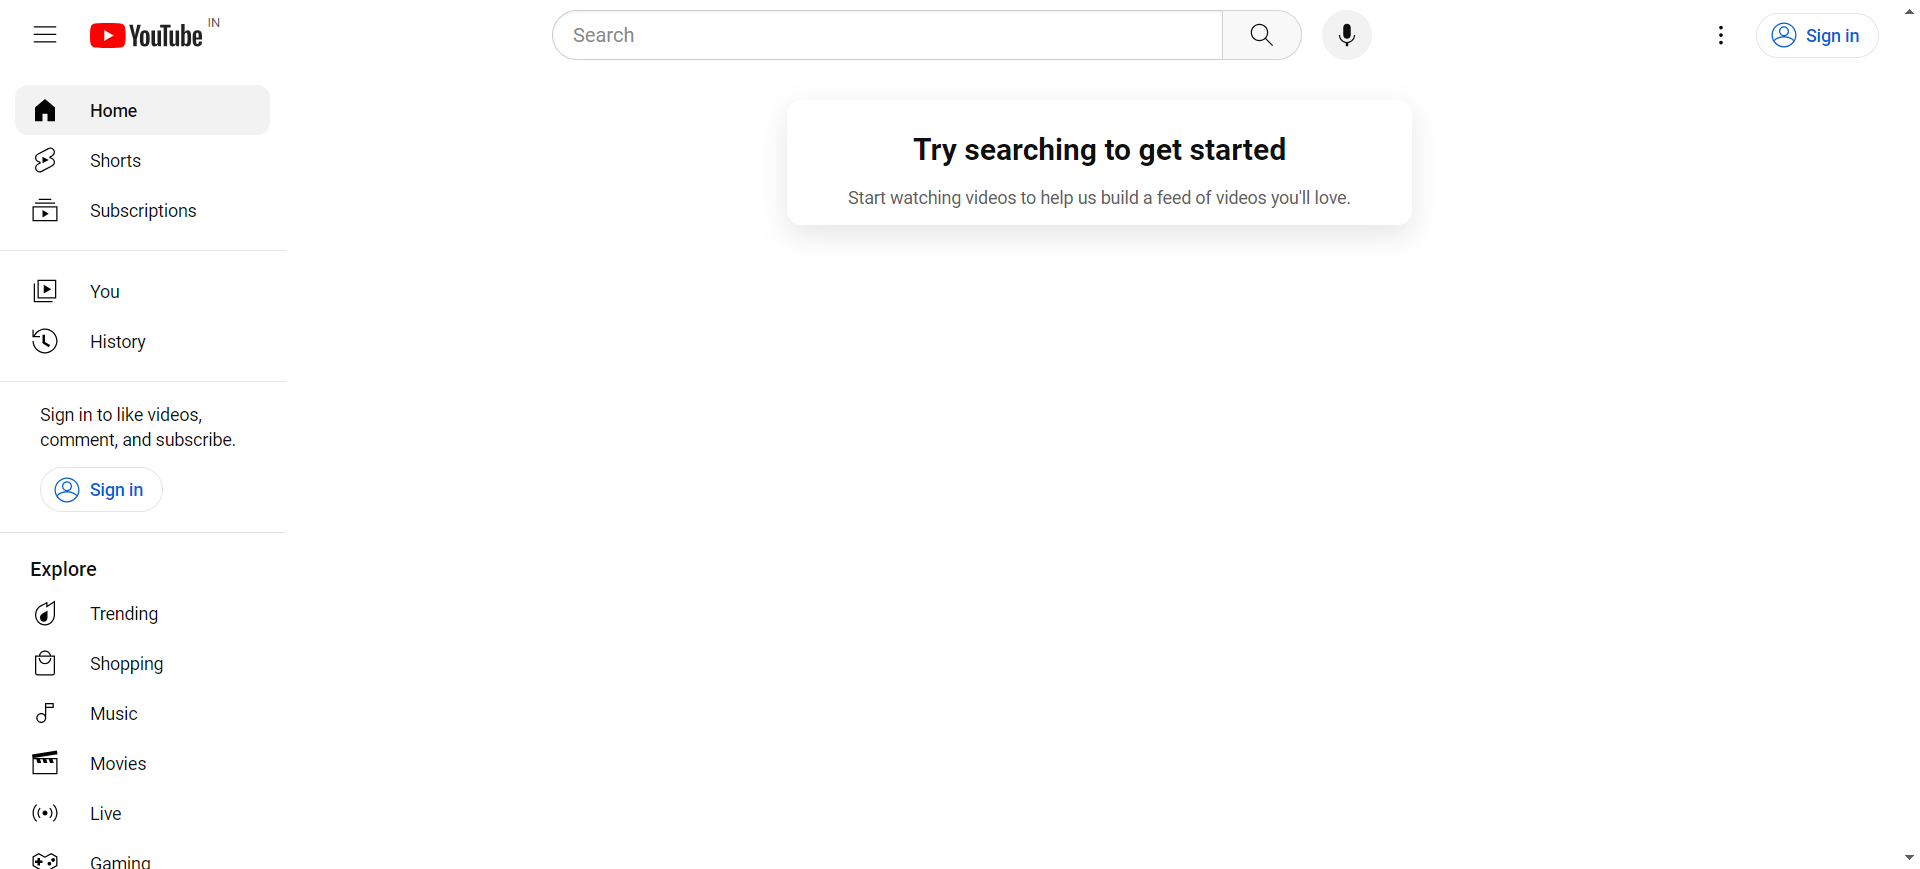 YouTube IN
Search
Sign in
Home
Shorts
Subscriptions
You
History
Sign in to like videos,
comment, and subscribe.
Sign in
Explore
Trending
Shopping
Music
Movies
Live
Gaming
Try searching to get started
Start watching videos to help us build a feed of videos you'll love.